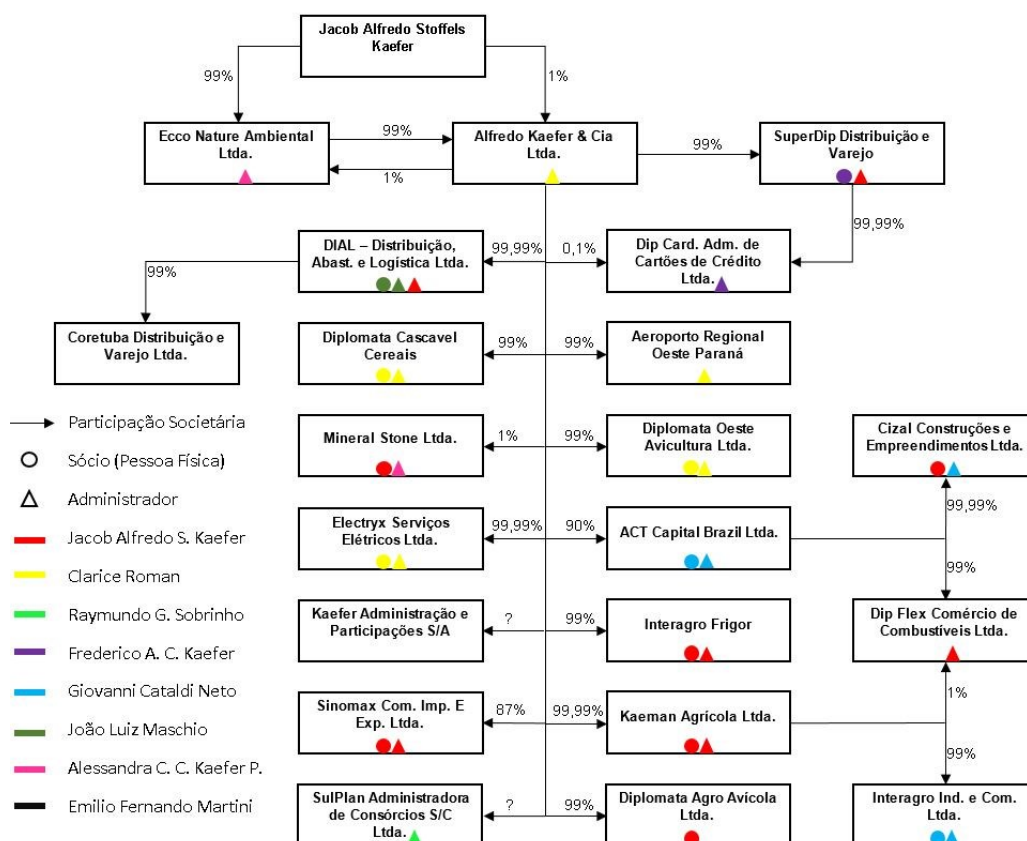 Jacob Alfredo Stoffels
Kaefer
99%
1%
Ecco Nature Ambiental
Ltda.
99%
1%
Alfredo Kaefer & Cia
Ltda.
99%
SuperDip Distribuição e
Varejo
99,99%
DIAL – Distribuição,
Abast. e Logística Ltda.
99,99%
0,1%
Dip Card. Adm. de
Cartões de Crédito
Ltda.
99%
Coretuba Distribuição e
Varejo Ltda.
Diplomata Cascavel
Cereais
99%
99%
Aeroporto Regional
Oeste Paraná
Participação Societária
Sócio (Pessoa Física)
Administrador
Jacob Alfredo S. Kaefer
Clarice Roman
Raymundo G. Sobrinho
Frederico A. C. Kaefer
Giovanni Cataldi Neto
João Luiz Maschio
Alessandra C. C. Kaefer P.
Emilio Fernando Martini
Mineral Stone Ltda.
1%
99%
Diplomata Oeste
Avicultura Ltda.
Cizal Construções e
Empreendimentos Ltda.
99,99%
Electryx Serviços
Elétricos Ltda.
99,99%
90%
ACT Capital Brazil Ltda.
99%
Kaefer Administração e
Participações S/A
?
99%
Interagro Frigor
Dip Flex Comércio de
Combustíveis Ltda.
1%
Sinomax Com. Imp. E
Exp. Ltda.
87%
99,99%
Kaeman Agrícola Ltda.
99%
SulPlan Administradora
de Consórcios S/C
Ltda.
?
99%
Diplomata Agro Avícola
Ltda.
Interagro Ind. e Com.
Ltda.